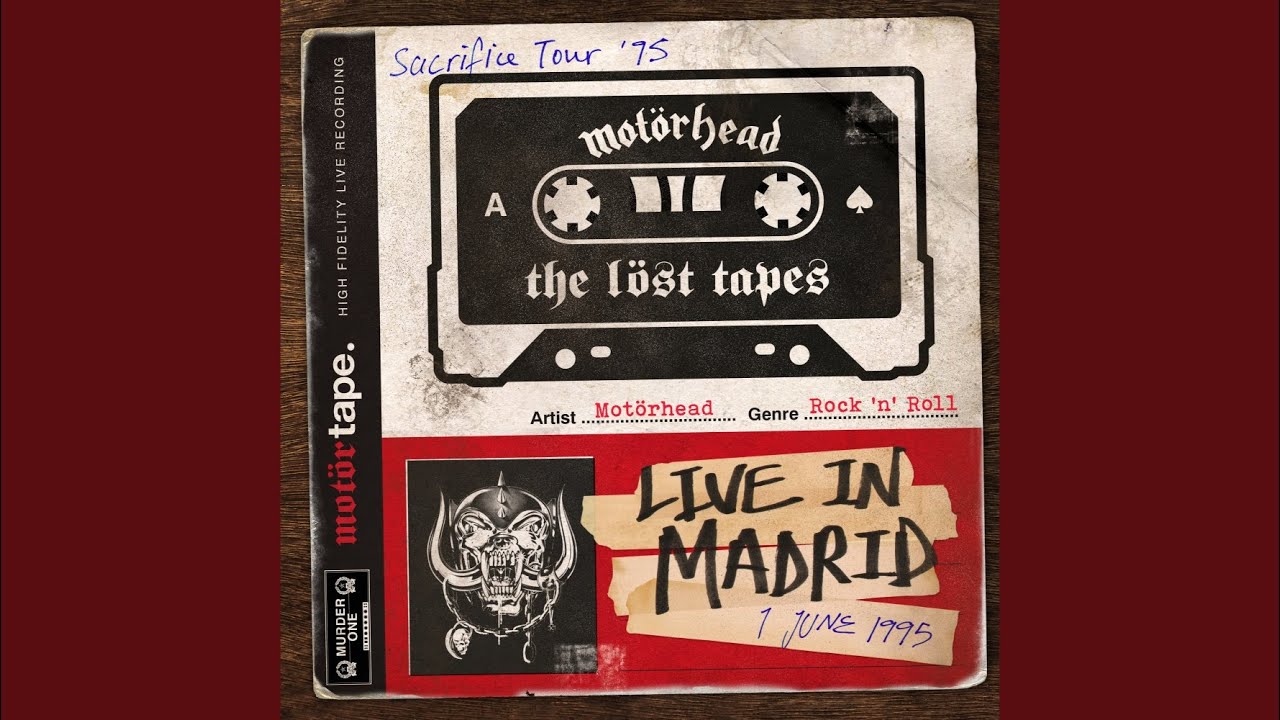 Sacrifice Tour '95
HIGH FIDELITY LIVE RECORDING
motörtape.
MURDER
ONE
motörhead
A
the löst tapes
Artist Motörhead Genre Rock 'n' Roll
LIVE IN
MADRID
1 JUNE 1995